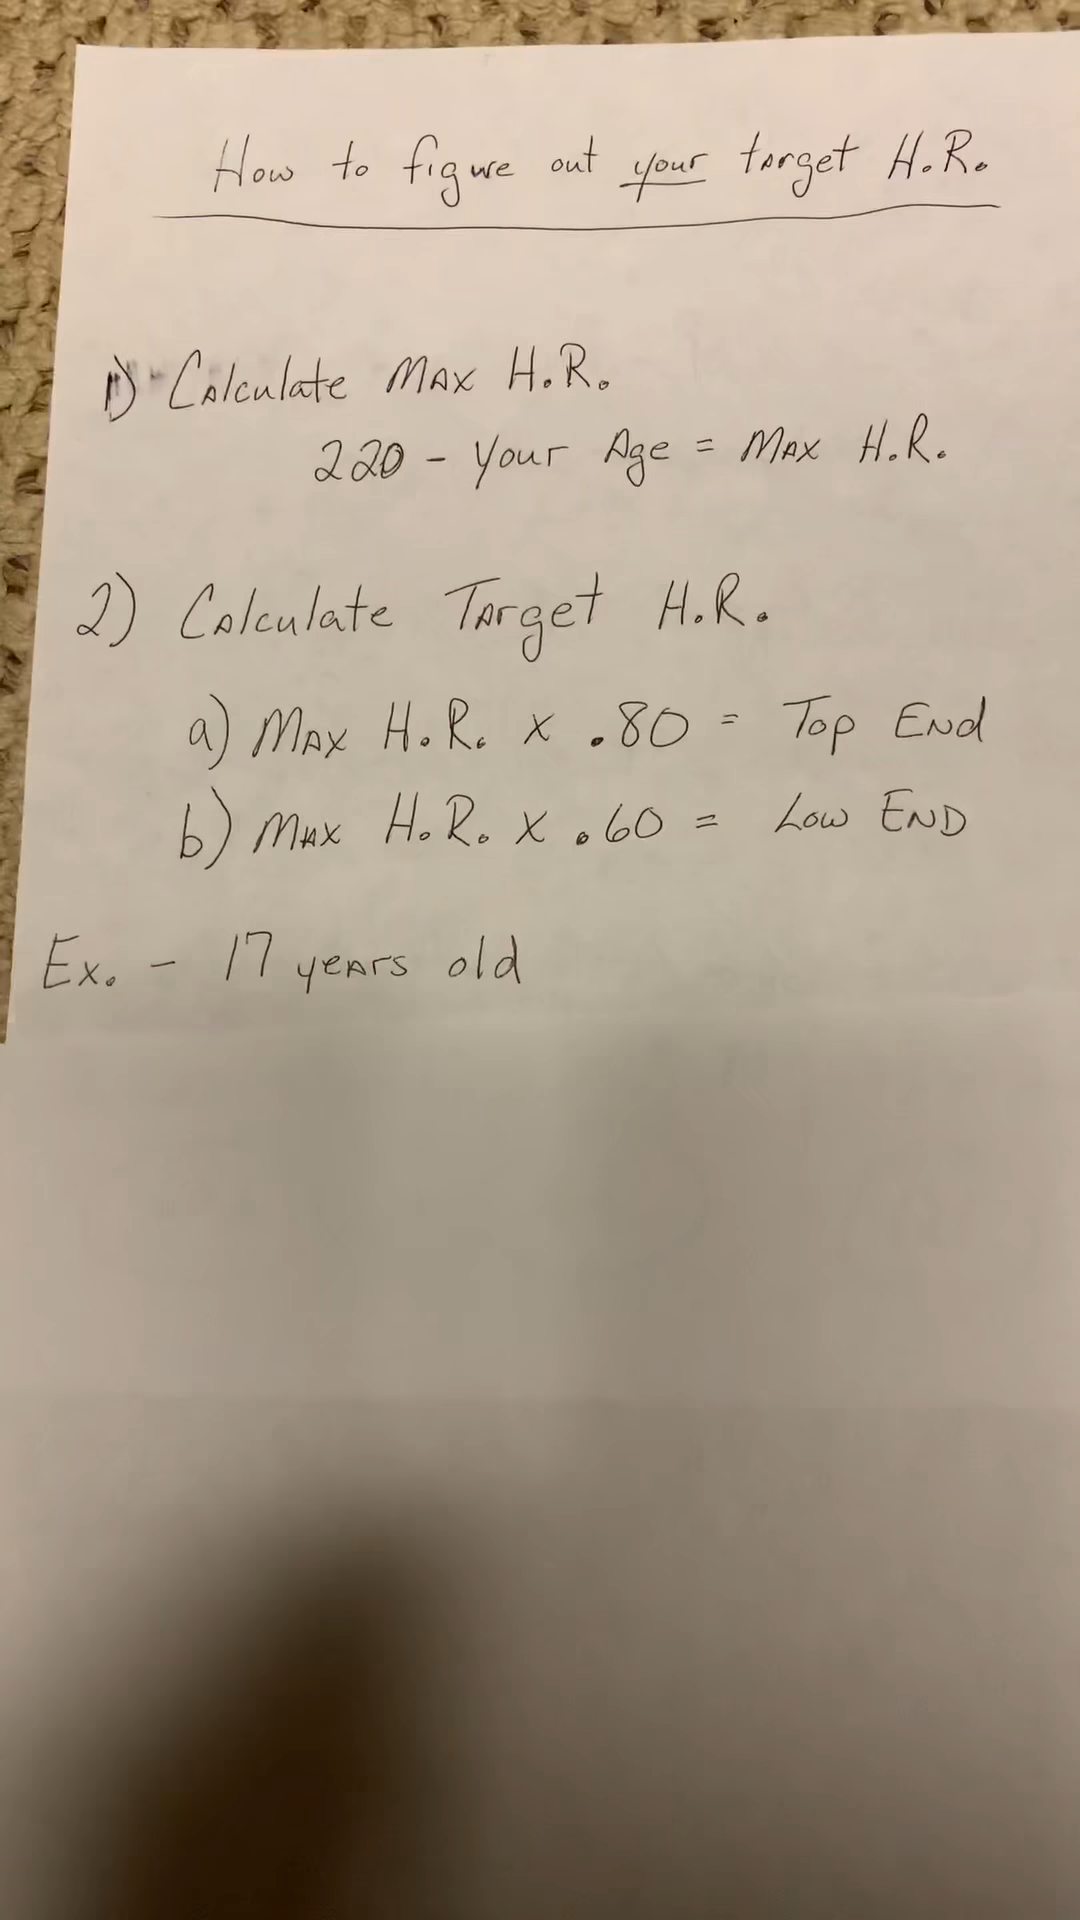 How to figure out your target H.R.
1) Calculate Max H.R.
220 - Your Age = Max H.R.
2) Calculate Target H.R.
a) Max H.R. x .80 = Top End
b) Max H.R. x .60 = Low END
Ex. - 17 years old